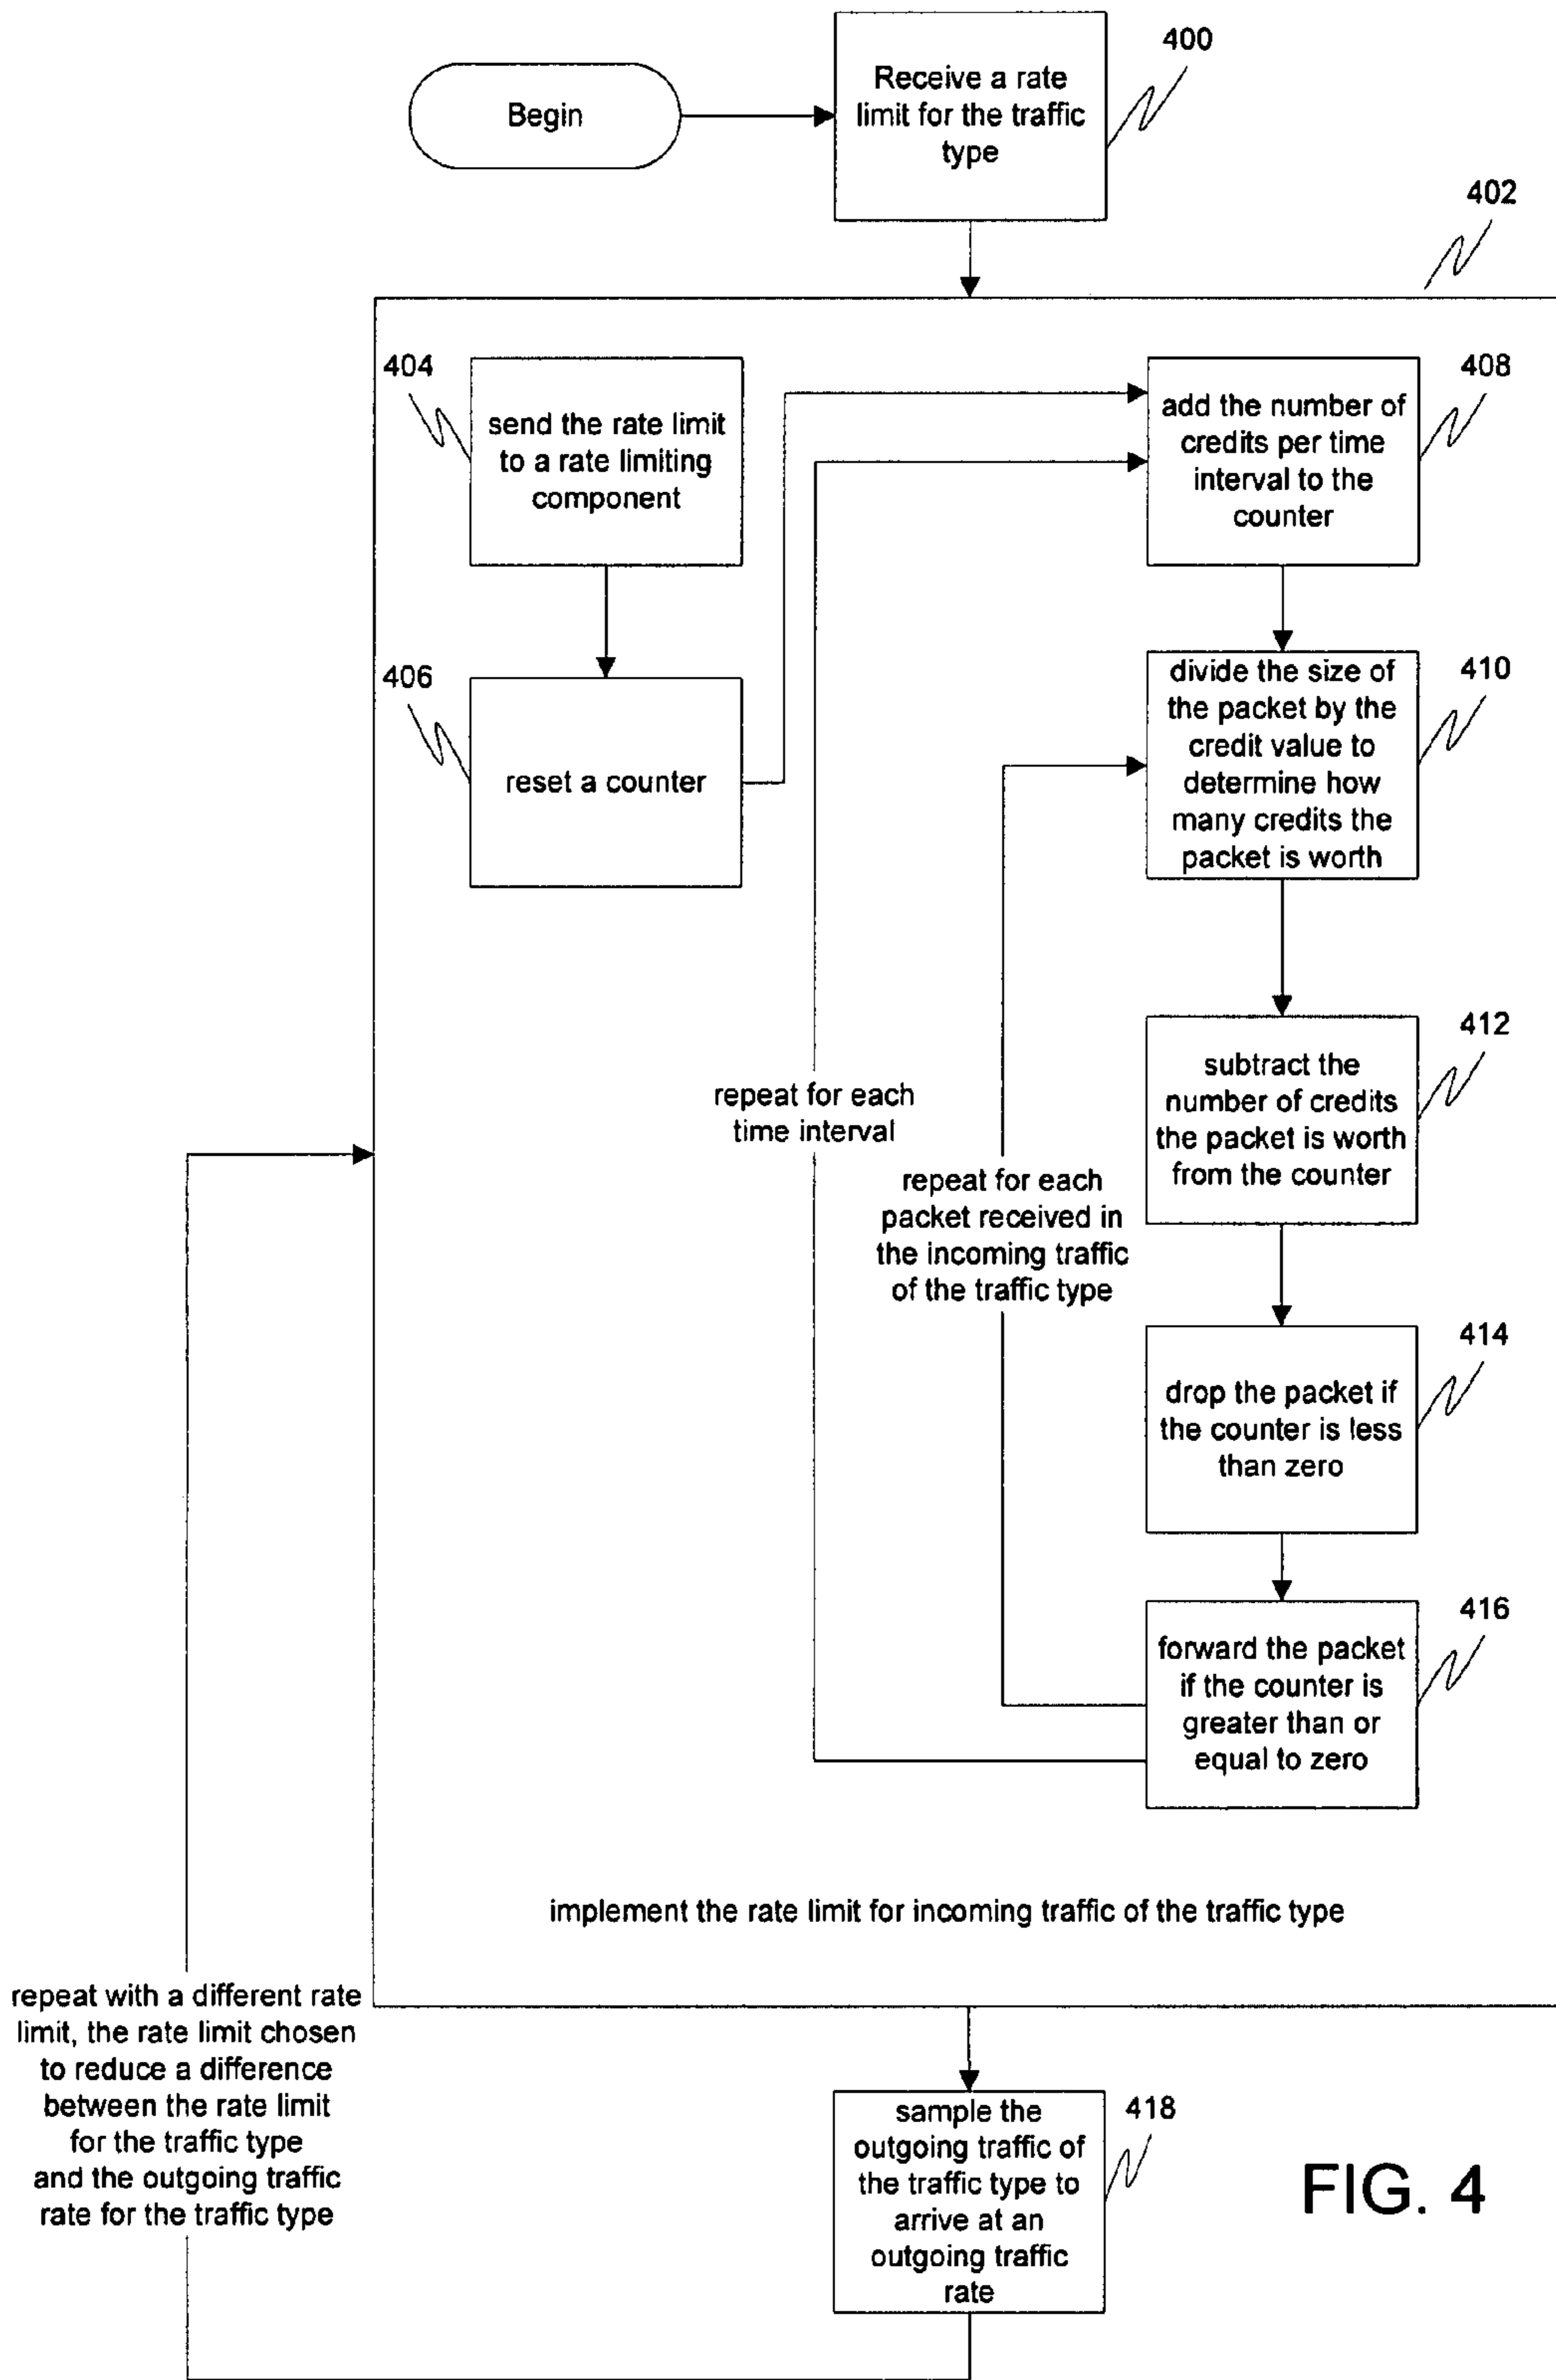 Begin
Receive a rate
limit for the traffic
type
400
402
404
send the rate limit
to a rate limiting
component
406
reset a counter
408
add the number of
credits per time
interval to the
counter
410
divide the size of
the packet by the
credit value to
determine how
many credits the
packet is worth
412
subtract the
number of credits
the packet is worth
from the counter
repeat for each
time interval
repeat for each
packet received in
the incoming traffic
of the traffic type
414
drop the packet if
the counter is less
than zero
416
forward the packet
if the counter is
greater than or
equal to zero
implement the rate limit for incoming traffic of the traffic type
repeat with a different rate
limit, the rate limit chosen
to reduce a difference
between the rate limit
for the traffic type
and the outgoing traffic
rate for the traffic type
418
sample the
outgoing traffic of
the traffic type to
arrive at an
outgoing traffic
rate
FIG. 4